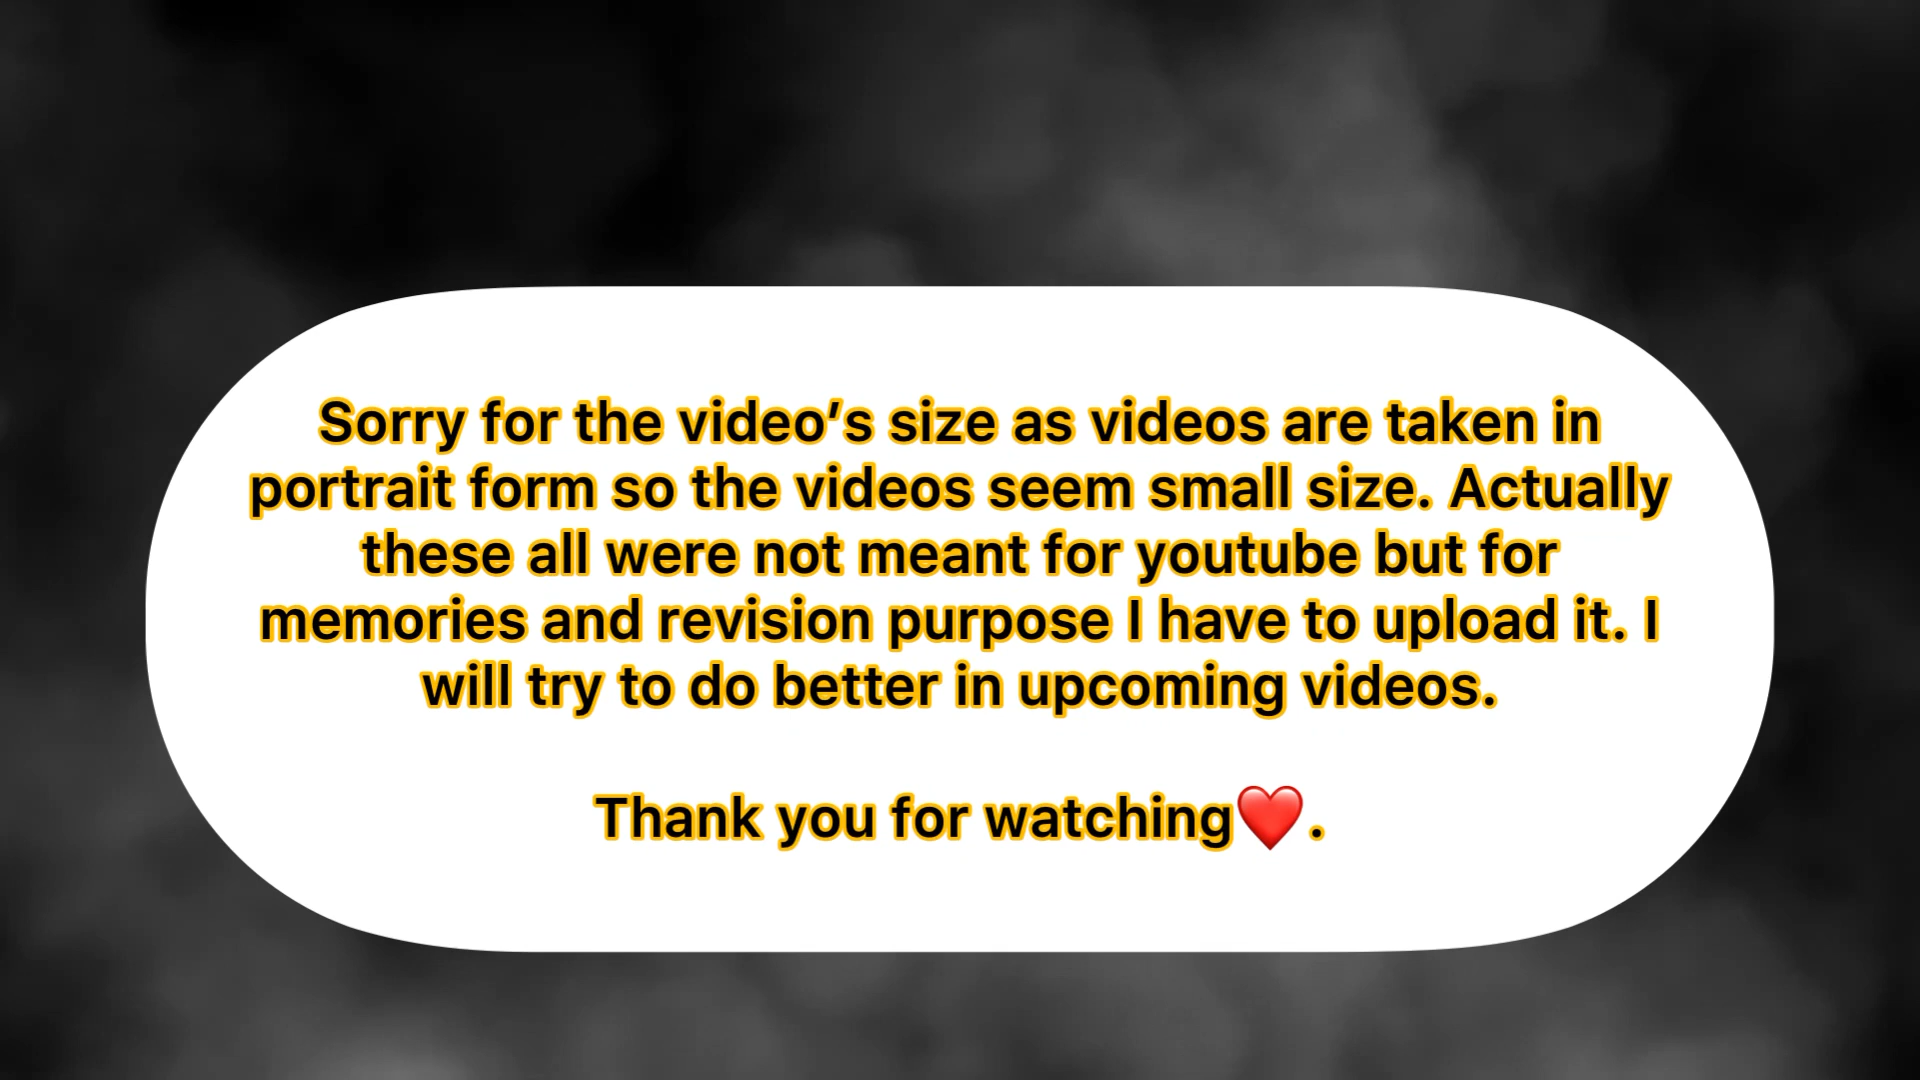 Sorry for the video’s size as videos are taken in
portrait form so the videos seem small size. Actually
these all were not meant for youtube but for
memories and revision purpose I have to upload it. I
will try to do better in upcoming videos.
Thank you for watching❤️.